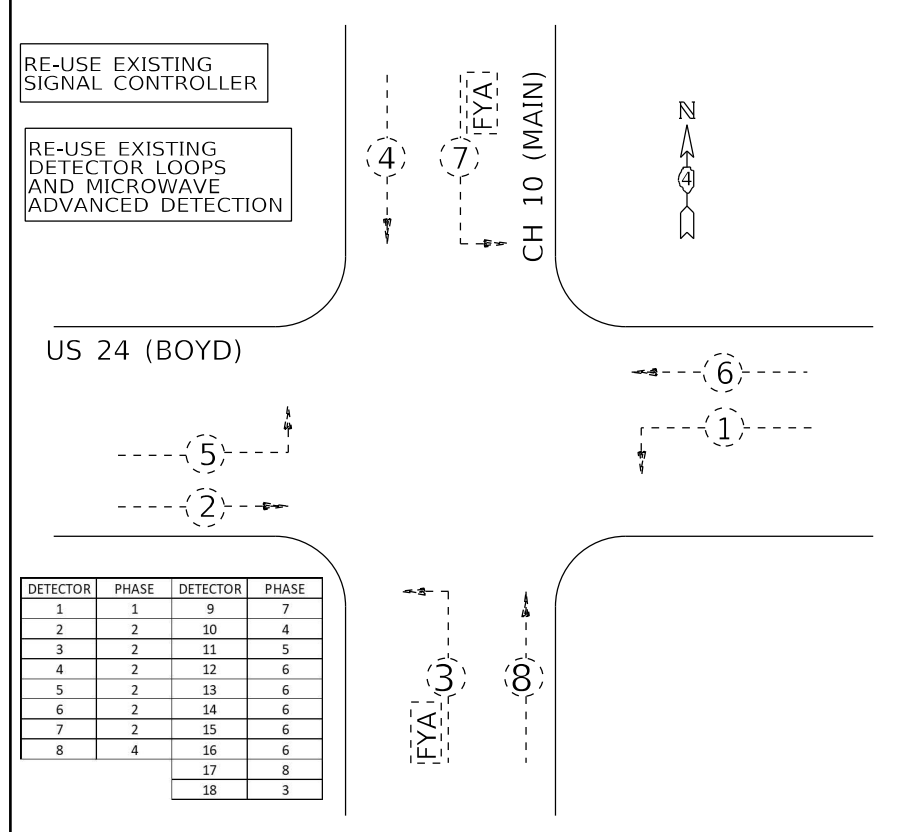 RE-USE EXISTING
SIGNAL CONTROLLER
RE-USE EXISTING
DETECTOR LOOPS
AND MICROWAVE
ADVANCED DETECTION
4
7
FYA
CH 10 (MAIN)
N
4
US 24 (BOYD)
6
1
5
2
3
8
FYA
DETECTOR PHASE DETECTOR PHASE
1 1 9 7
2 2 10 4
3 2 11 5
4 2 12 6
5 2 13 6
6 2 14 6
7 2 15 6
8 4 16 6
17 8
18 3